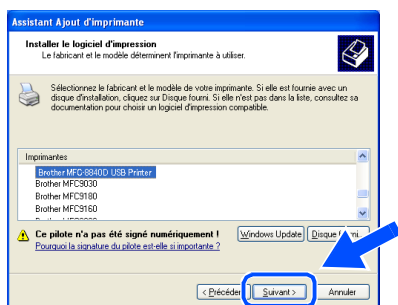 Assistant Ajout d'imprimante
Installer le logiciel d'impression
Le fabricant et le modèle déterminent l'imprimante à utiliser.
Sélectionnez le fabricant et le modèle de votre imprimante. Si elle est fournie avec un
disque d'installation, cliquez sur Disque fourni. Si elle n'est pas dans la liste, consultez sa
documentation pour choisir un logiciel d'impression compatible.
Imprimantes
Brother MFC-8840D USB Printer
Brother MFC9030
Brother MFC9180
Brother MFC9160
Ce pilote n'a pas été signé numériquement !
Windows Update
Disque
Pourquoi la signature du pilote est-elle si importante ?
< Précéden
Suivant >
Annuler